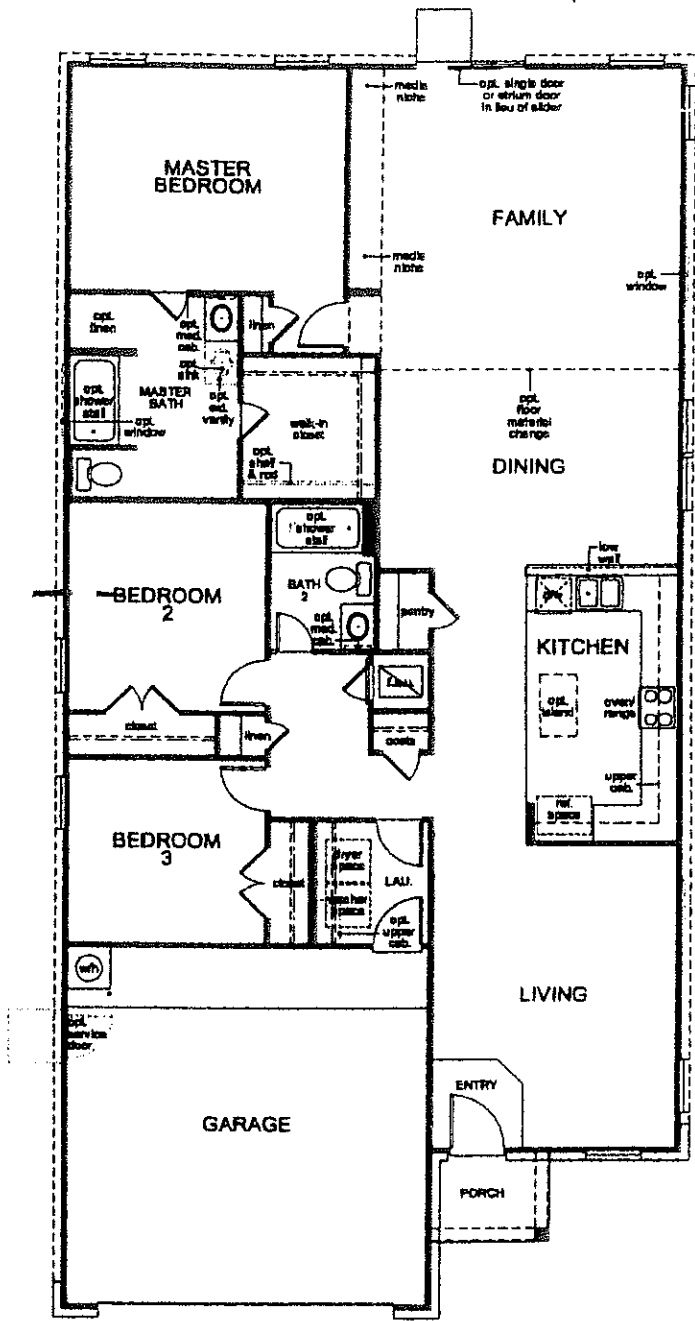 media
niche
opt. single door
or atrium door
in lieu of slider
MASTER
BEDROOM
FAMILY
media
niche
opt.
window
opt.
linen
opt.
med.
cab.
linen
opt.
sink
opt.
shower
stall
MASTER
BATH
opt.
ext.
vanity
opt.
window
walk-in
closet
opt.
shelf
& rod
opt.
floor
material
change
DINING
opt.
shower
stall
low
wall
BEDROOM
2
BATH
2
opt.
med.
cab.
pantry
KITCHEN
opt.
island
oven/
range
closet
linen
coats
upper
cab.
ref.
space
BEDROOM
3
closet
dryer
space
washer
space
LAU.
opt.
upper
cab.
wh
opt.
service
door
LIVING
GARAGE
ENTRY
PORCH